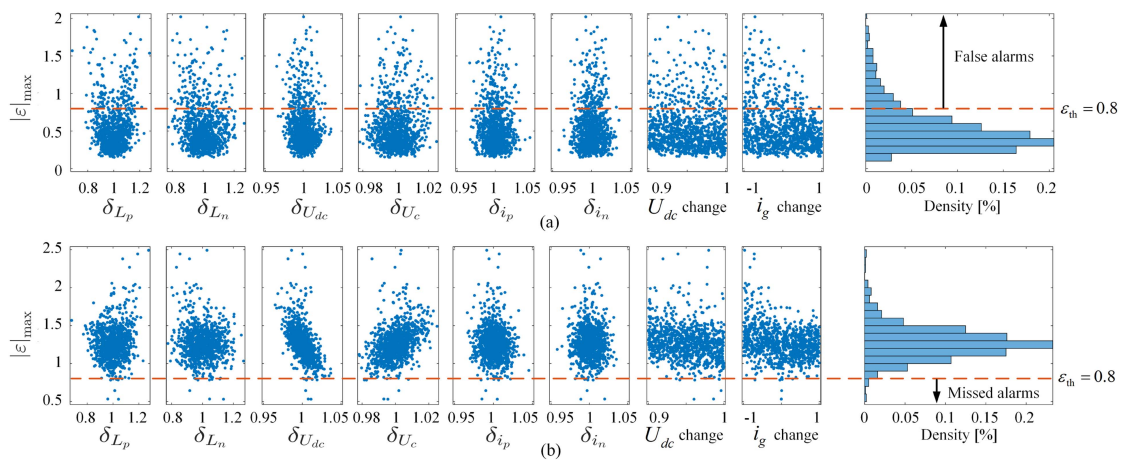 2
1.5
1
0.5
0
|ε|max
0.8 1 1.2
δLp
0.8 1 1.2
δLn
0.95 1 1.05
δUdc
0.98 1 1.02
δUc
0.95 1 1.05
δip
0.95 1 1.05
δin
0.9 1
Udc change
-1 1
ig change
False alarms
εth = 0.8
0 0.05 0.1 0.15 0.2
Density [%]
(a)
2.5
2
1.5
1
0.5
|ε|max
0.8 1 1.2
δLp
0.8 1 1.2
δLn
0.95 1 1.05
δUdc
0.98 1 1.02
δUc
0.95 1 1.05
δip
0.95 1 1.05
δin
0.9 1
Udc change
-1 1
ig change
Missed alarms
εth = 0.8
0 0.05 0.1 0.15 0.2
Density [%]
(b)